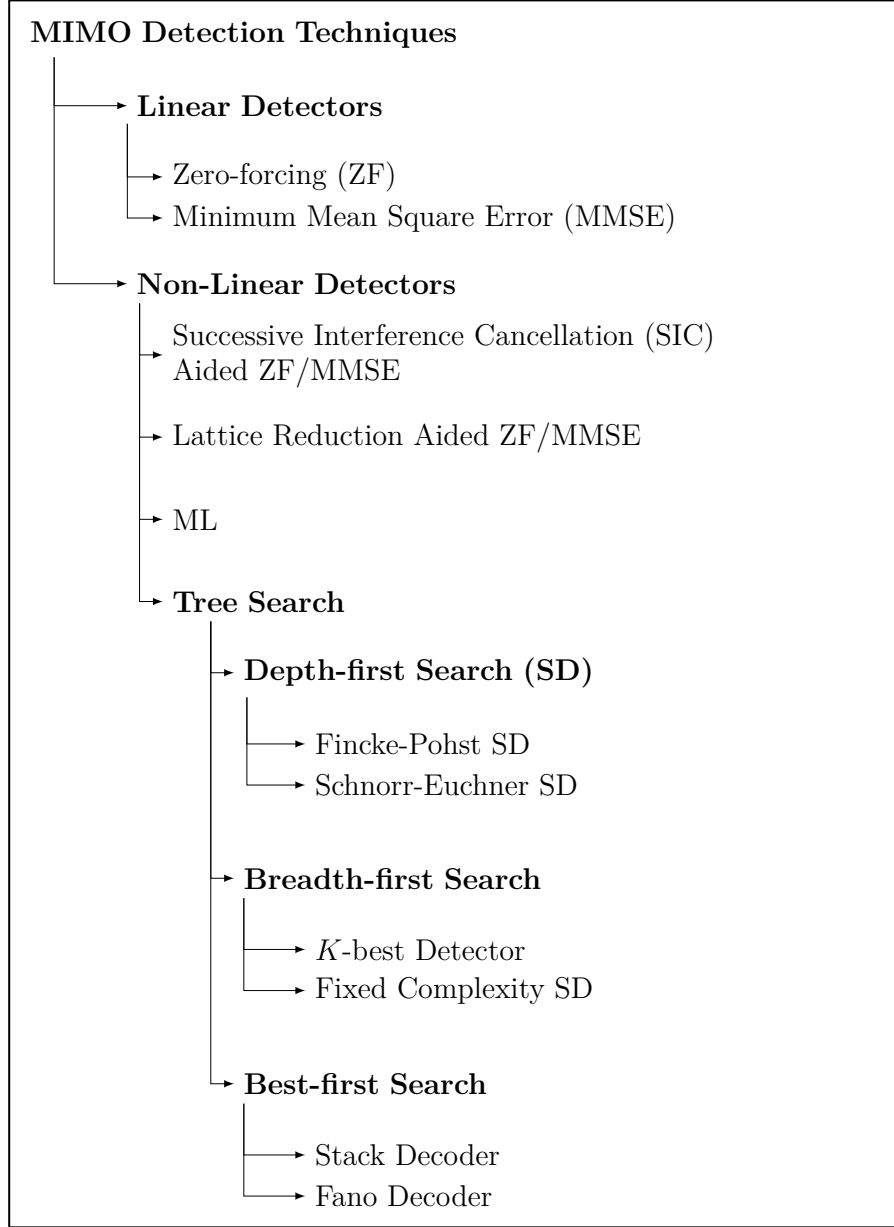 MIMO Detection Techniques
Linear Detectors
Zero-forcing (ZF)
Minimum Mean Square Error (MMSE)
Non-Linear Detectors
Successive Interference Cancellation (SIC)
Aided ZF/MMSE
Lattice Reduction Aided ZF/MMSE
ML
Tree Search
Depth-first Search (SD)
Fincke-Pohst SD
Schnorr-Euchner SD
Breadth-first Search
K-best Detector
Fixed Complexity SD
Best-first Search
Stack Decoder
Fano Decoder